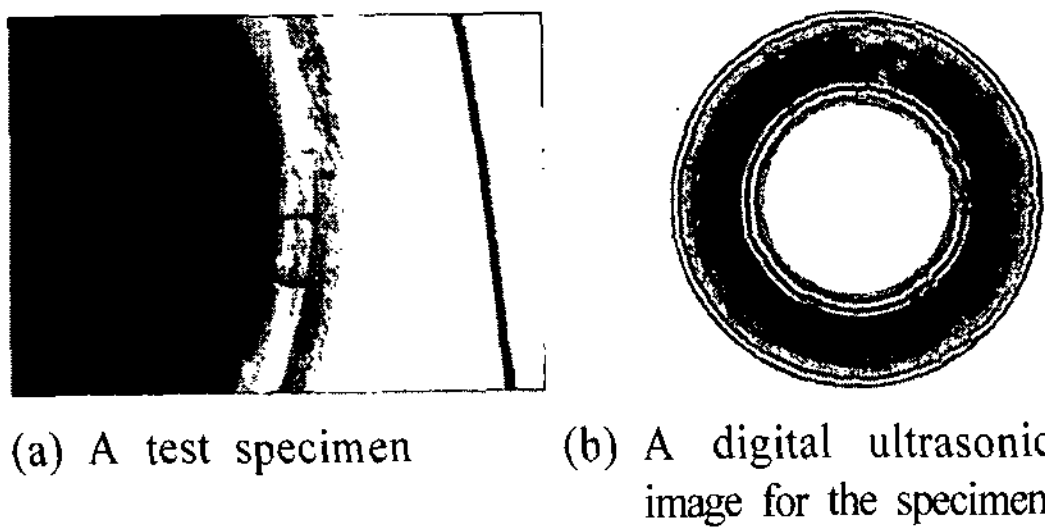 (a) A test specimen
(b) A digital ultrasonic
image for the specimen